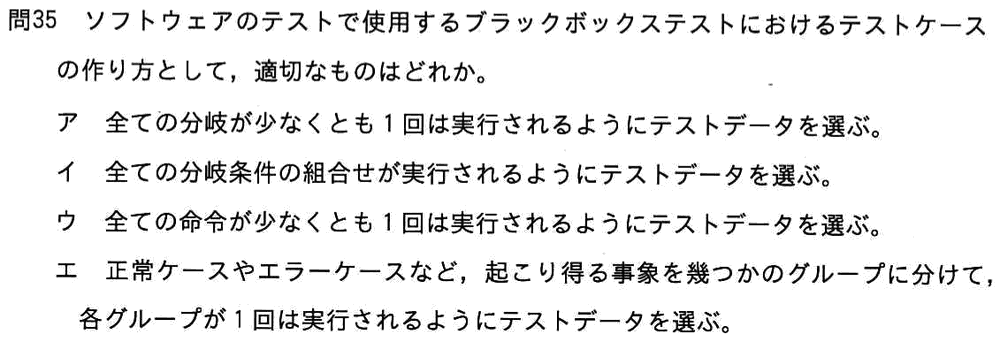 問35 ソフトウェアのテストで使用するブラックボックステストにおけるテストケース
の作り方として，適切なものはどれか。
ア 全ての分岐が少なくとも1回は実行されるようにテストデータを選ぶ。
イ 全ての分岐条件の組合せが実行されるようにテストデータを選ぶ。
ウ 全ての命令が少なくとも1回は実行されるようにテストデータを選ぶ。
エ 正常ケースやエラーケースなど，起こり得る事象を幾つかのグループに分けて，
各グループが1回は実行されるようにテストデータを選ぶ。